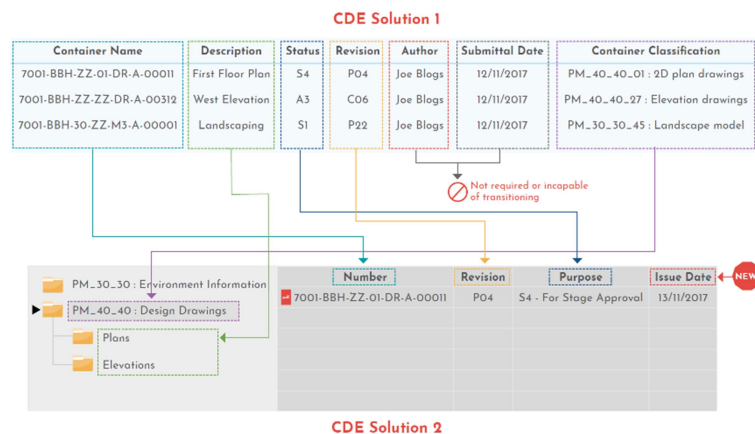 CDE Solution 1
Container Name Description Status Revision Author Submittal Date Container Classification
7001-BBH-ZZ-01-DR-A-00011 First Floor Plan S4 P04 Joe Blogs 12/11/2017 PM_40_40_01 : 2D plan drawings
7001-BBH-ZZ-ZZ-DR-A-00312 West Elevation A3 C06 Joe Blogs 12/11/2017 PM_40_40_27 : Elevation drawings
7001-BBH-30-ZZ-M3-A-00001 Landscaping S1 P22 Joe Blogs 12/11/2017 PM_30_30_45 : Landscape model
Not required or incapable
of transitioning
Number Revision Purpose Issue Date NEW
PM_30_30 : Environment Information
7001-BBH-ZZ-01-DR-A-00011 P04 S4 - For Stage Approval 13/11/2017
PM_40_40 : Design Drawings
Plans
Elevations
CDE Solution 2